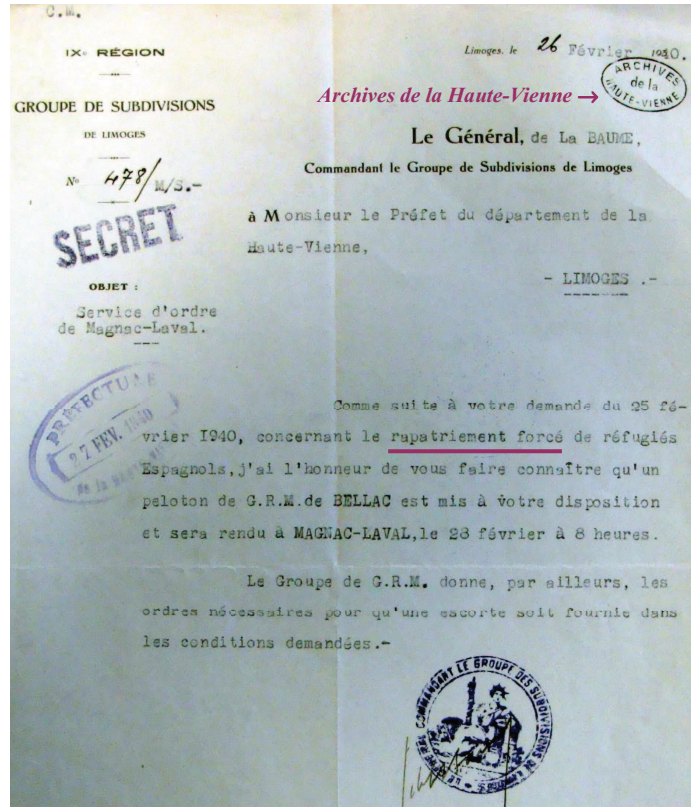 C.M.
IXe RÉGION
GROUPE DE SUBDIVISIONS
DE LIMOGES
No 478/ M/S.-
SECRET
OBJET :
Service d'ordre
de Magnac-Laval.
Limoges, le 26 Février 1940.
Archives de la Haute-Vienne →
ARCHIVES
de la
HAUTE-VIENNE
Le Général, de La BAUME,
Commandant le Groupe de Subdivisions de Limoges
à Monsieur le Préfet du département de la
Haute-Vienne,
- LIMOGES .-
PRÉFECTURE
27 FEV. 1940
de la
Comme suite à votre demande du 25 fé-
vrier I940, concernant le rapatriement forcé de réfugiés
Espagnols,j'ai l'honneur de vous faire connaître qu'un
peloton de G.R.M.de BELLAC est mis à votre disposition
et sera rendu à MAGNAC-LAVAL,le 28 février à 8 heures.
Le Groupe de G.R.M. donne, par ailleurs, les
ordres nécessaires pour qu'une escorte soit fournie dans
les conditions demandées.-
COMMANDANT LE GROUPE DES SUBDIVISIONS DE LIMOGES